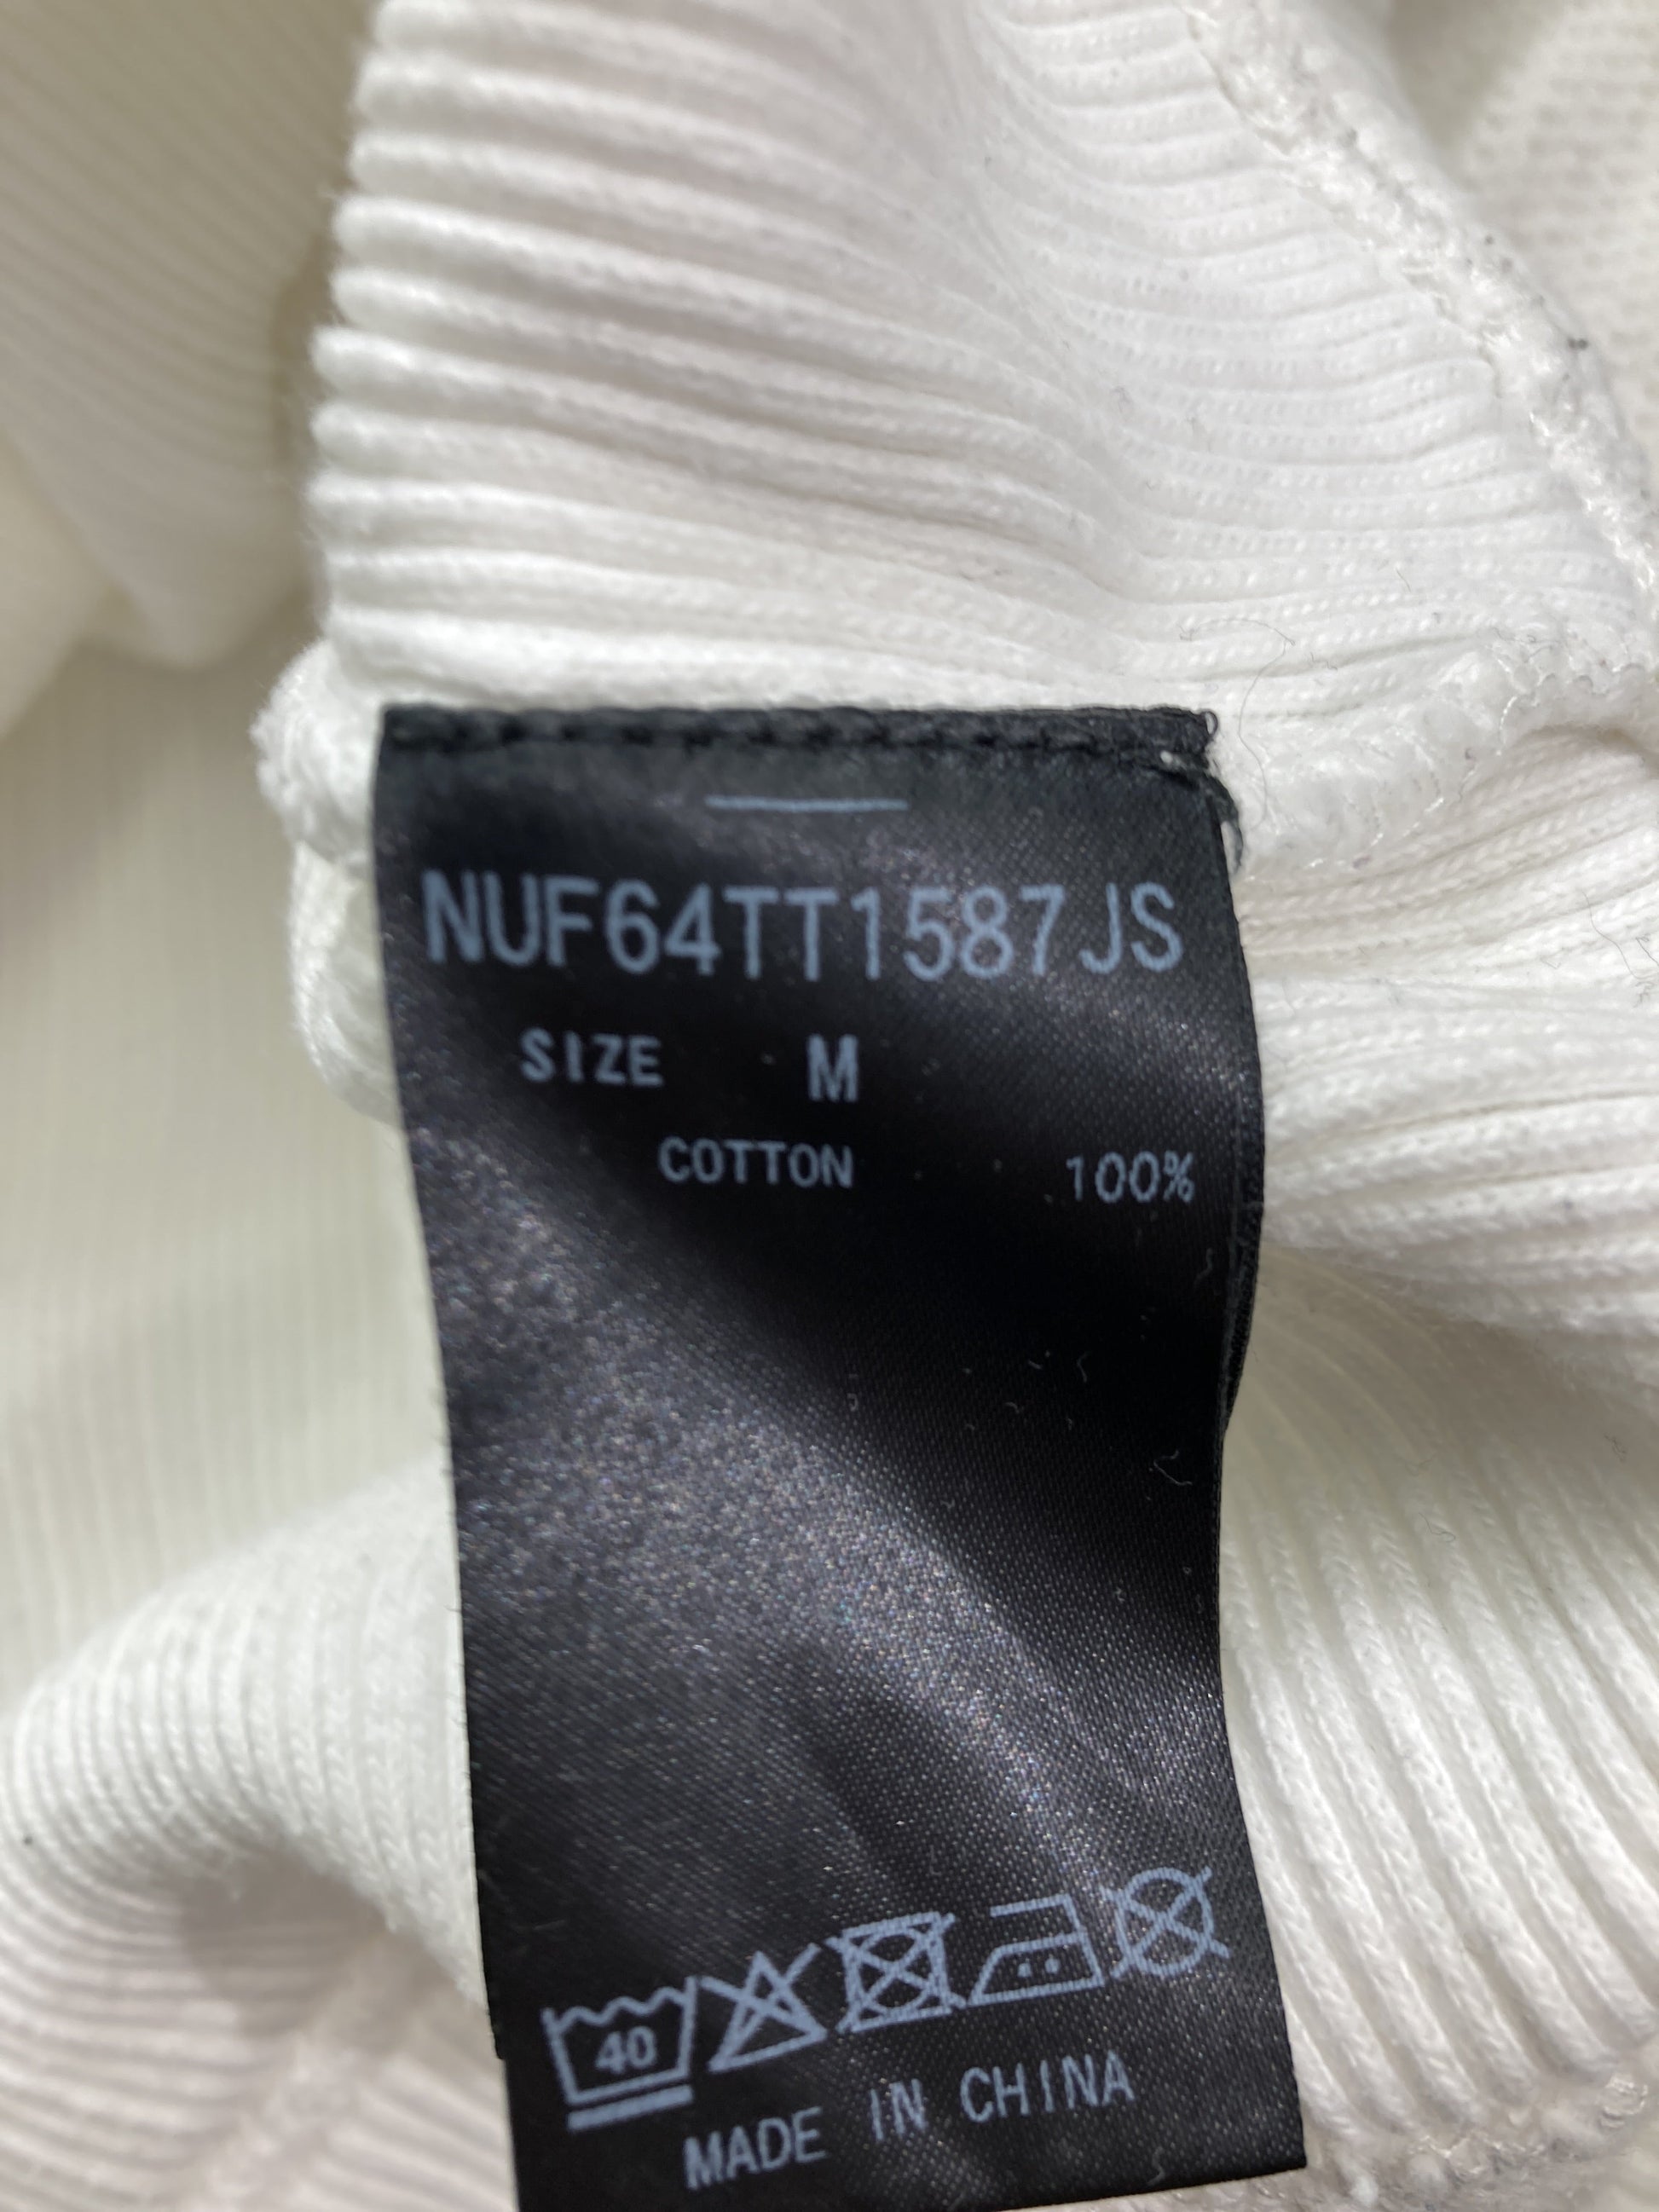 NUF64TT1587JS
SIZE M
COTTON 100%
40
MADE IN CHINA